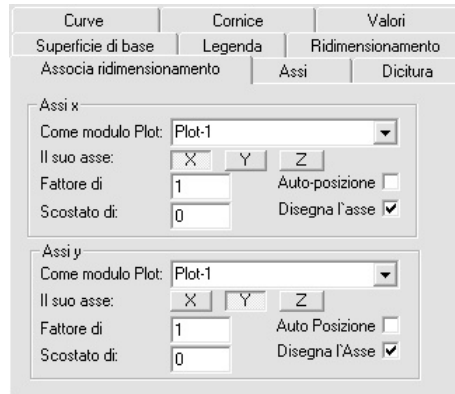 Curve Cornice Valori
Superficie di base Legenda Ridimensionamento
Associa ridimensionamento Assi Dicitura
Assi x
Come modulo Plot: Plot-1
Il suo asse: X Y Z
Fattore di 1 Auto-posizione
Scostato di: 0 Disegna l`asse
Assi y
Come modulo Plot: Plot-1
Il suo asse: X Y Z
Fattore di 1 Auto Posizione
Scostato di: 0 Disegna l`Asse